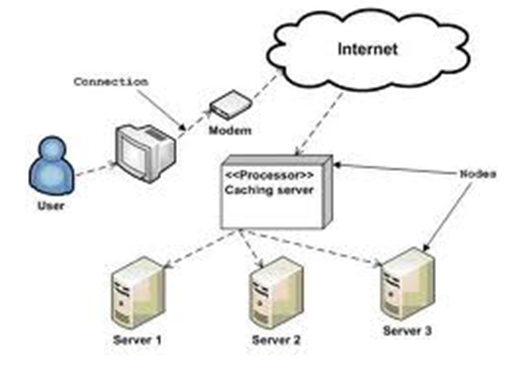 Internet
Connection
Modem
<<Processor>>
Caching server
Nodes
User
Server 1
Server 2
Server 3